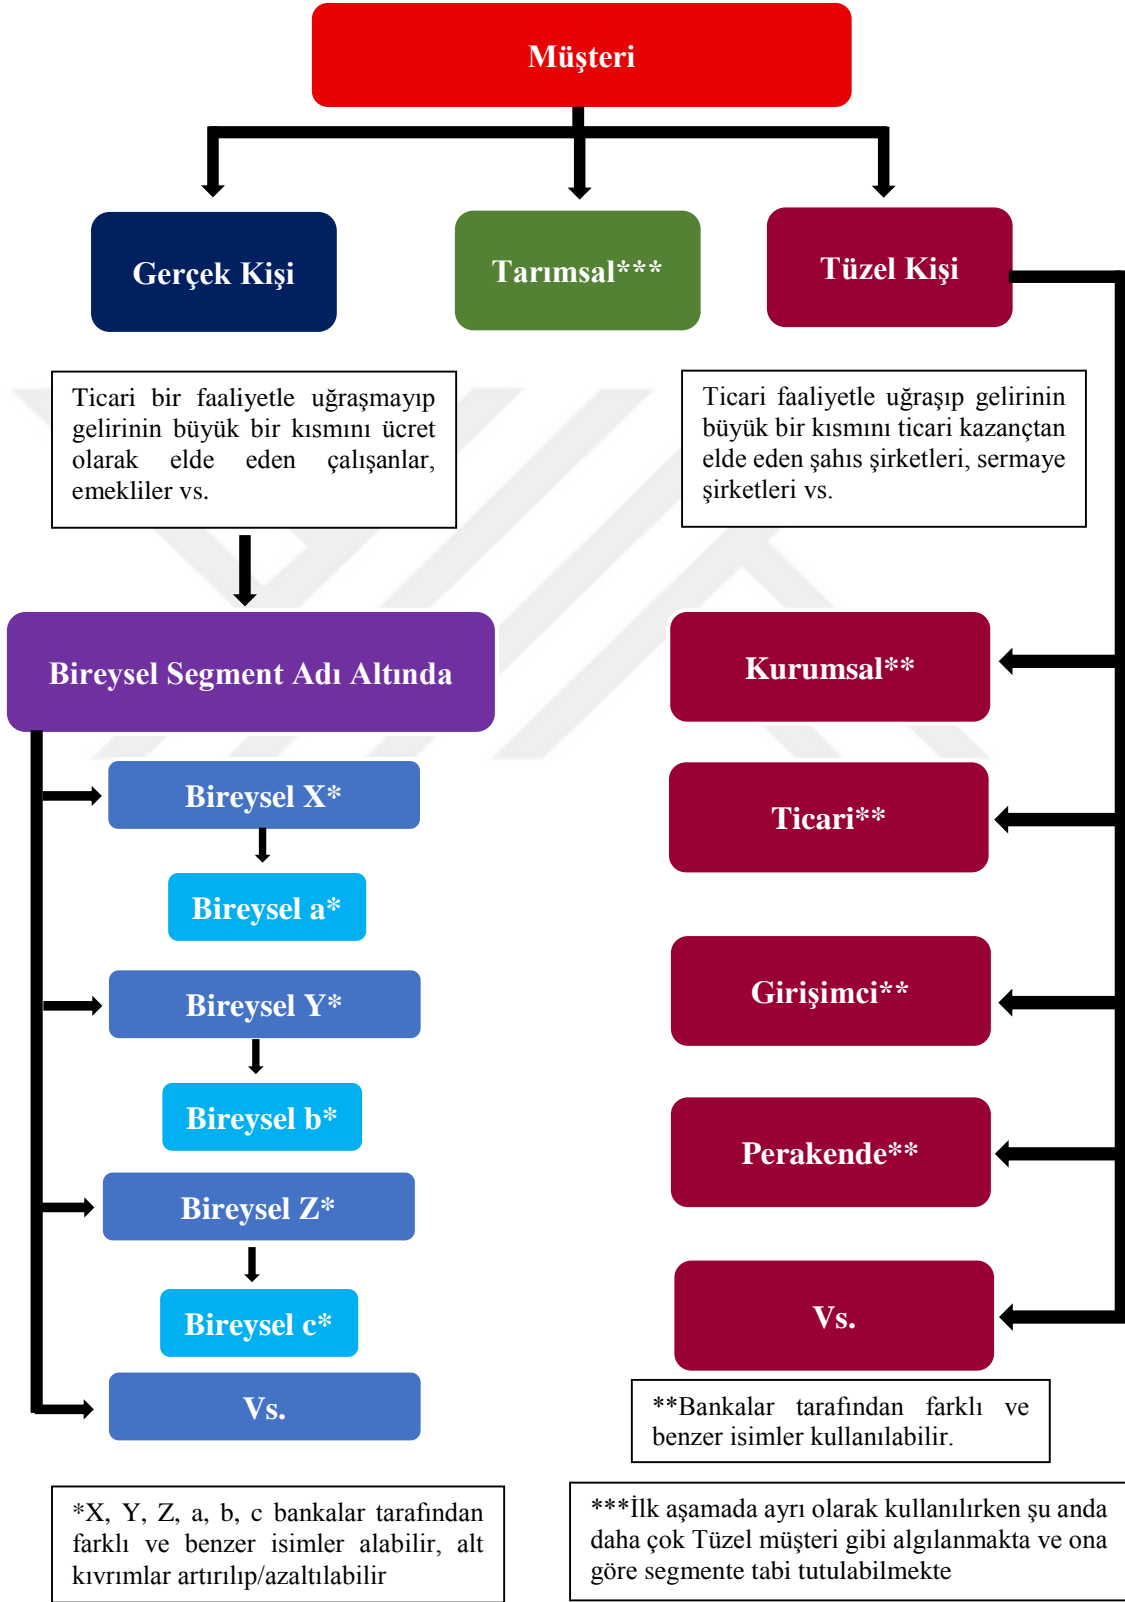 Müşteri
Gerçek Kişi
Tarımsal***
Tüzel Kişi
Ticari bir faaliyetle uğraşmayıp
gelirinin büyük bir kısmını ücret
olarak elde eden çalışanlar,
emekliler vs.
Ticari faaliyetle uğraşıp gelirinin
büyük bir kısmını ticari kazançtan
elde eden şahıs şirketleri, sermaye
şirketleri vs.
Bireysel Segment Adı Altında
Bireysel X*
Bireysel a*
Bireysel Y*
Bireysel b*
Bireysel Z*
Bireysel c*
Vs.
Kurumsal**
Ticari**
Girişimci**
Perakende**
Vs.
**Bankalar tarafından farklı ve
benzer isimler kullanılabilir.
*X, Y, Z, a, b, c bankalar tarafından
farklı ve benzer isimler alabilir, alt
kıvrımlar artırılıp/azaltılabilir
***İlk aşamada ayrı olarak kullanılırken şu anda
daha çok Tüzel müşteri gibi algılanmakta ve ona
göre segmente tabi tutulabilmekte